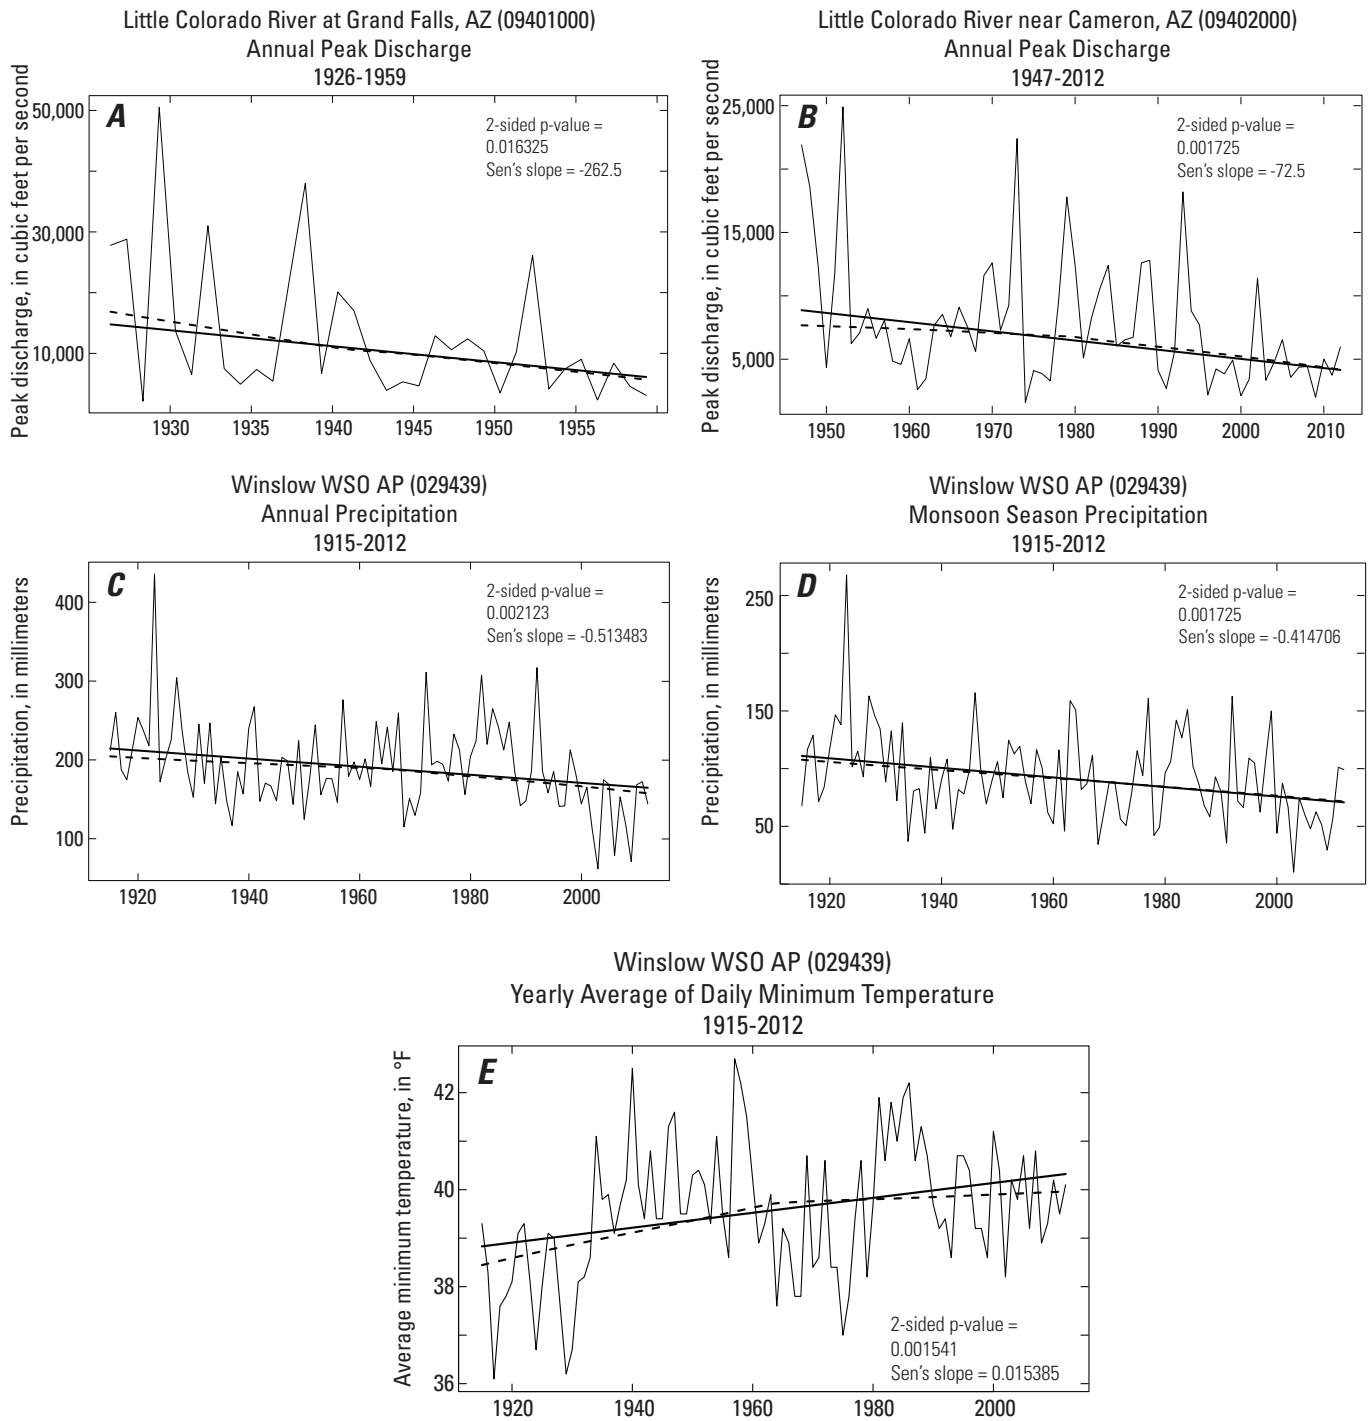 Little Colorado River at Grand Falls, AZ (09401000)
Annual Peak Discharge
1926-1959
Peak discharge, in cubic feet per second
50,000
30,000
10,000
A
2-sided p-value =
0.016325
Sen's slope = -262.5
1930 1935 1940 1945 1950 1955
Little Colorado River near Cameron, AZ (09402000)
Annual Peak Discharge
1947-2012
Peak discharge, in cubic feet per second
25,000
15,000
5,000
B
2-sided p-value =
0.001725
Sen's slope = -72.5
1950 1960 1970 1980 1990 2000 2010
Winslow WSO AP (029439)
Annual Precipitation
1915-2012
Precipitation, in millimeters
400
300
200
100
C
2-sided p-value =
0.002123
Sen's slope = -0.513483
1920 1940 1960 1980 2000
Winslow WSO AP (029439)
Monsoon Season Precipitation
1915-2012
Precipitation, in millimeters
250
150
50
D
2-sided p-value =
0.001725
Sen's slope = -0.414706
1920 1940 1960 1980 2000
Winslow WSO AP (029439)
Yearly Average of Daily Minimum Temperature
1915-2012
Average minimum temperature, in °F
42
40
38
36
E
2-sided p-value =
0.001541
Sen's slope = 0.015385
1920 1940 1960 1980 2000